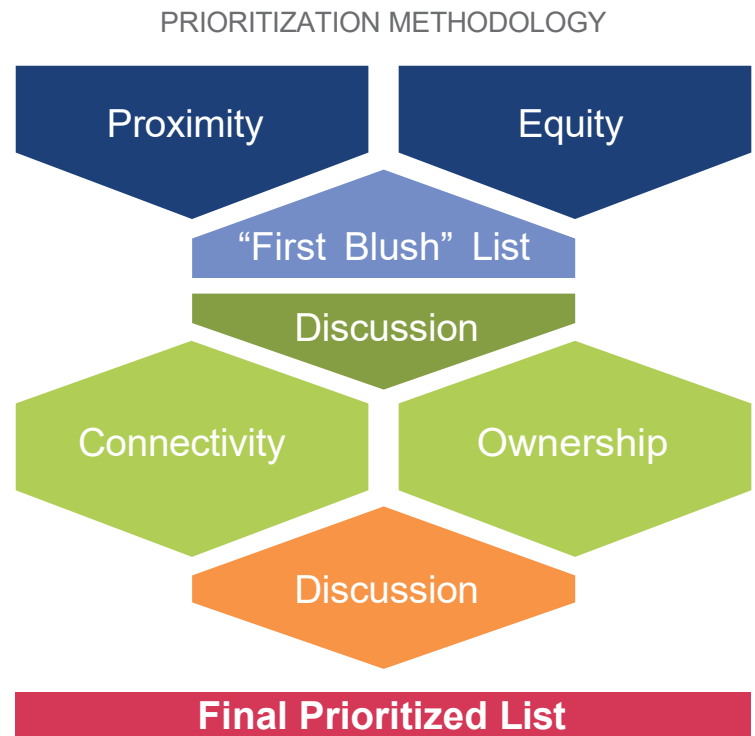 PRIORITIZATION METHODOLOGY
Proximity
Equity
“First Blush” List
Discussion
Connectivity
Ownership
Discussion
Final Prioritized List